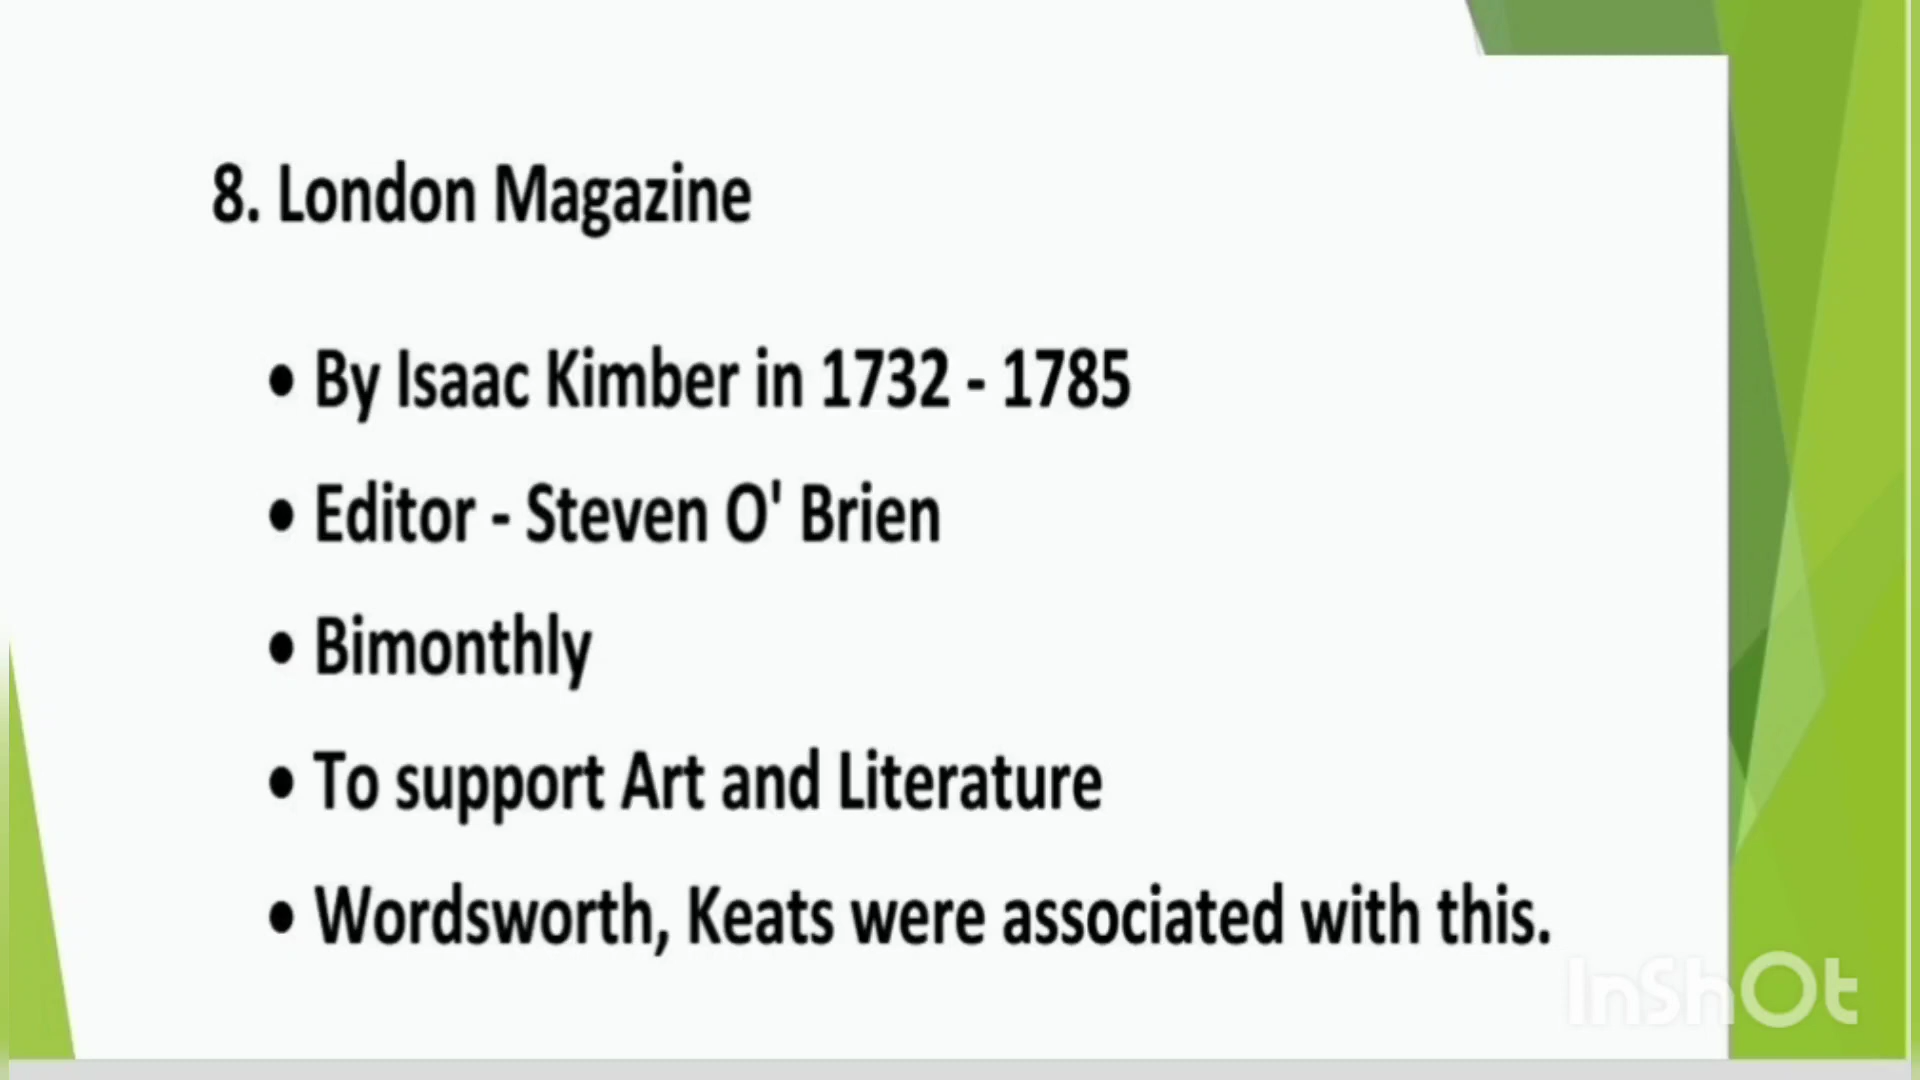 8. London Magazine
• By Isaac Kimber in 1732 - 1785
• Editor - Steven O' Brien
• Bimonthly
• To support Art and Literature
• Wordsworth, Keats were associated with this.
InShOt